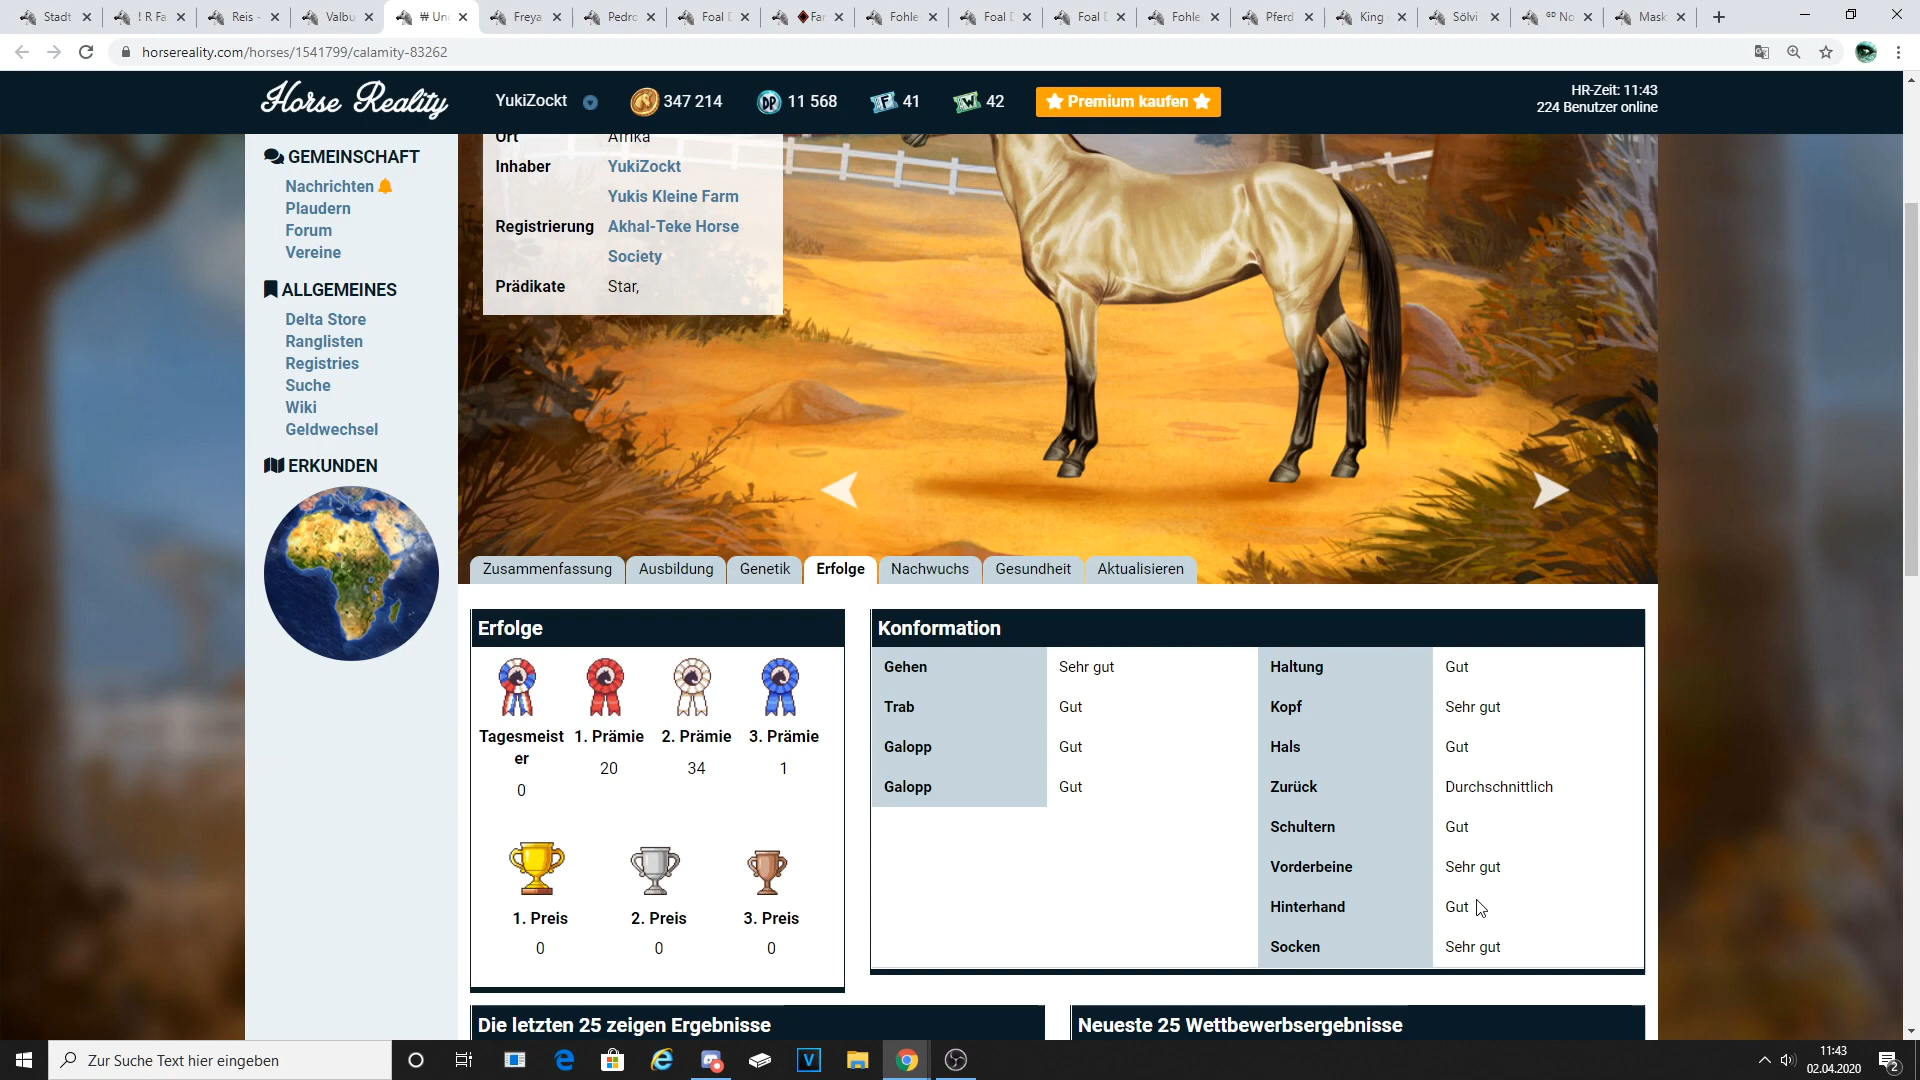 Stadt
! R Fa
Reis -
Valbu
₩ Un
Freya
Pedro
Foal D
Far
Fohle
Foal D
Foal D
Fohle
Pferd
King
Sölvi
GD No
Mask
horsereality.com/horses/1541799/calamity-83262
Horse Reality
YukiZockt
347 214
DP
11 568
F
41
W
42
Premium kaufen
HR-Zeit: 11:43
224 Benutzer online
GEMEINSCHAFT
Nachrichten
Plaudern
Forum
Vereine
ALLGEMEINES
Delta Store
Ranglisten
Registries
Suche
Wiki
Geldwechsel
ERKUNDEN
Ort Afrika
Inhaber YukiZockt
Yukis Kleine Farm
Registrierung Akhal-Teke Horse
Society
Prädikate Star,
Zusammenfassung
Ausbildung
Genetik
Erfolge
Nachwuchs
Gesundheit
Aktualisieren
Erfolge
Tagesmeist
er
0
1. Prämie
20
2. Prämie
34
3. Prämie
1
1. Preis
0
2. Preis
0
3. Preis
0
Konformation
Gehen Sehr gut
Trab Gut
Galopp Gut
Galopp Gut
Haltung Gut
Kopf Sehr gut
Hals Gut
Zurück Durchschnittlich
Schultern Gut
Vorderbeine Sehr gut
Hinterhand Gut
Socken Sehr gut
Die letzten 25 zeigen Ergebnisse
Neueste 25 Wettbewerbsergebnisse
Zur Suche Text hier eingeben
V
11:43
02.04.2020
2